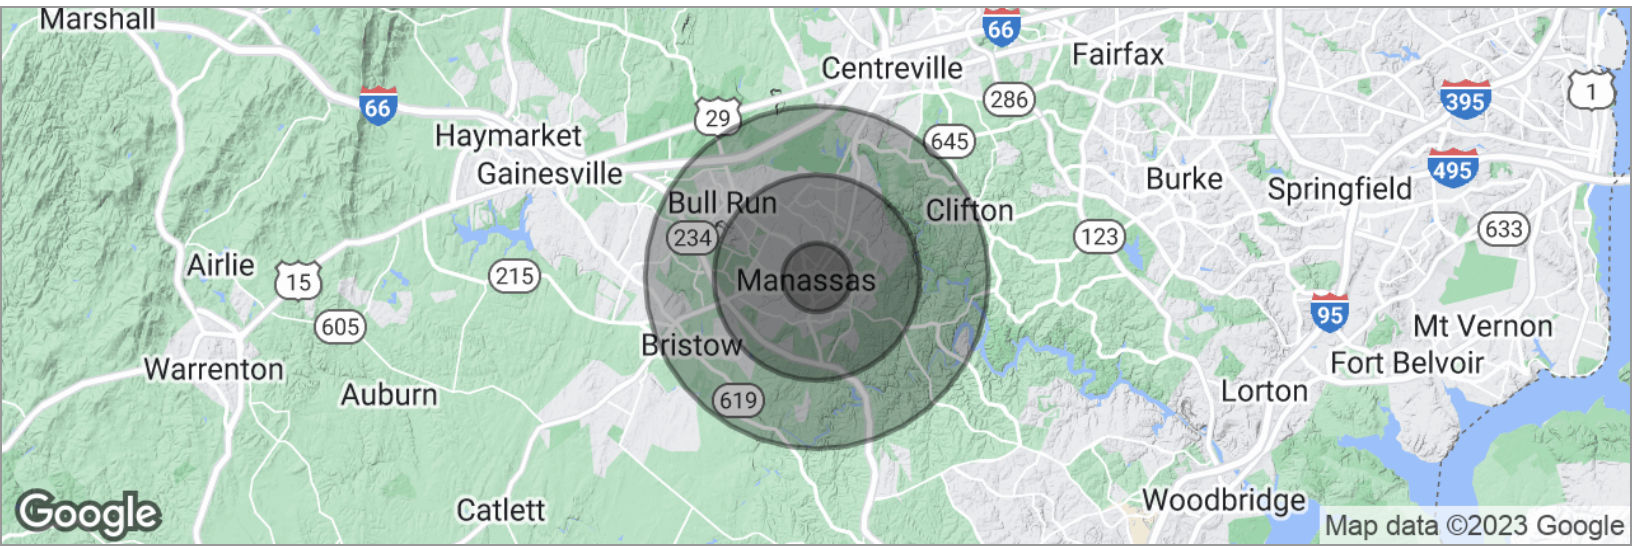 Marshall
66
Fairfax
Centreville
395
1
66
286
29
Haymarket
645
Gainesville
495
Burke
Springfield
Bull Run
Clifton
234
123
633
Airlie
15
215
Manassas
95
605
Mt Vernon
Bristow
Fort Belvoir
Warrenton
Auburn
Lorton
619
Woodbridge
Catlett
Google
Map data ©2023 Google